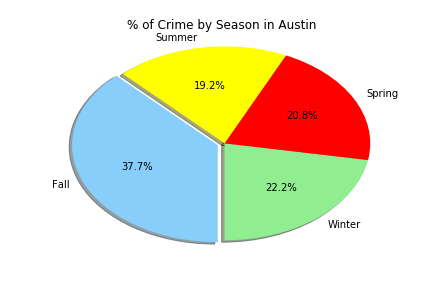 % of Crime by Season in Austin
Summer
19.2%
Spring
20.8%
37.7%
Fall
22.2%
Winter